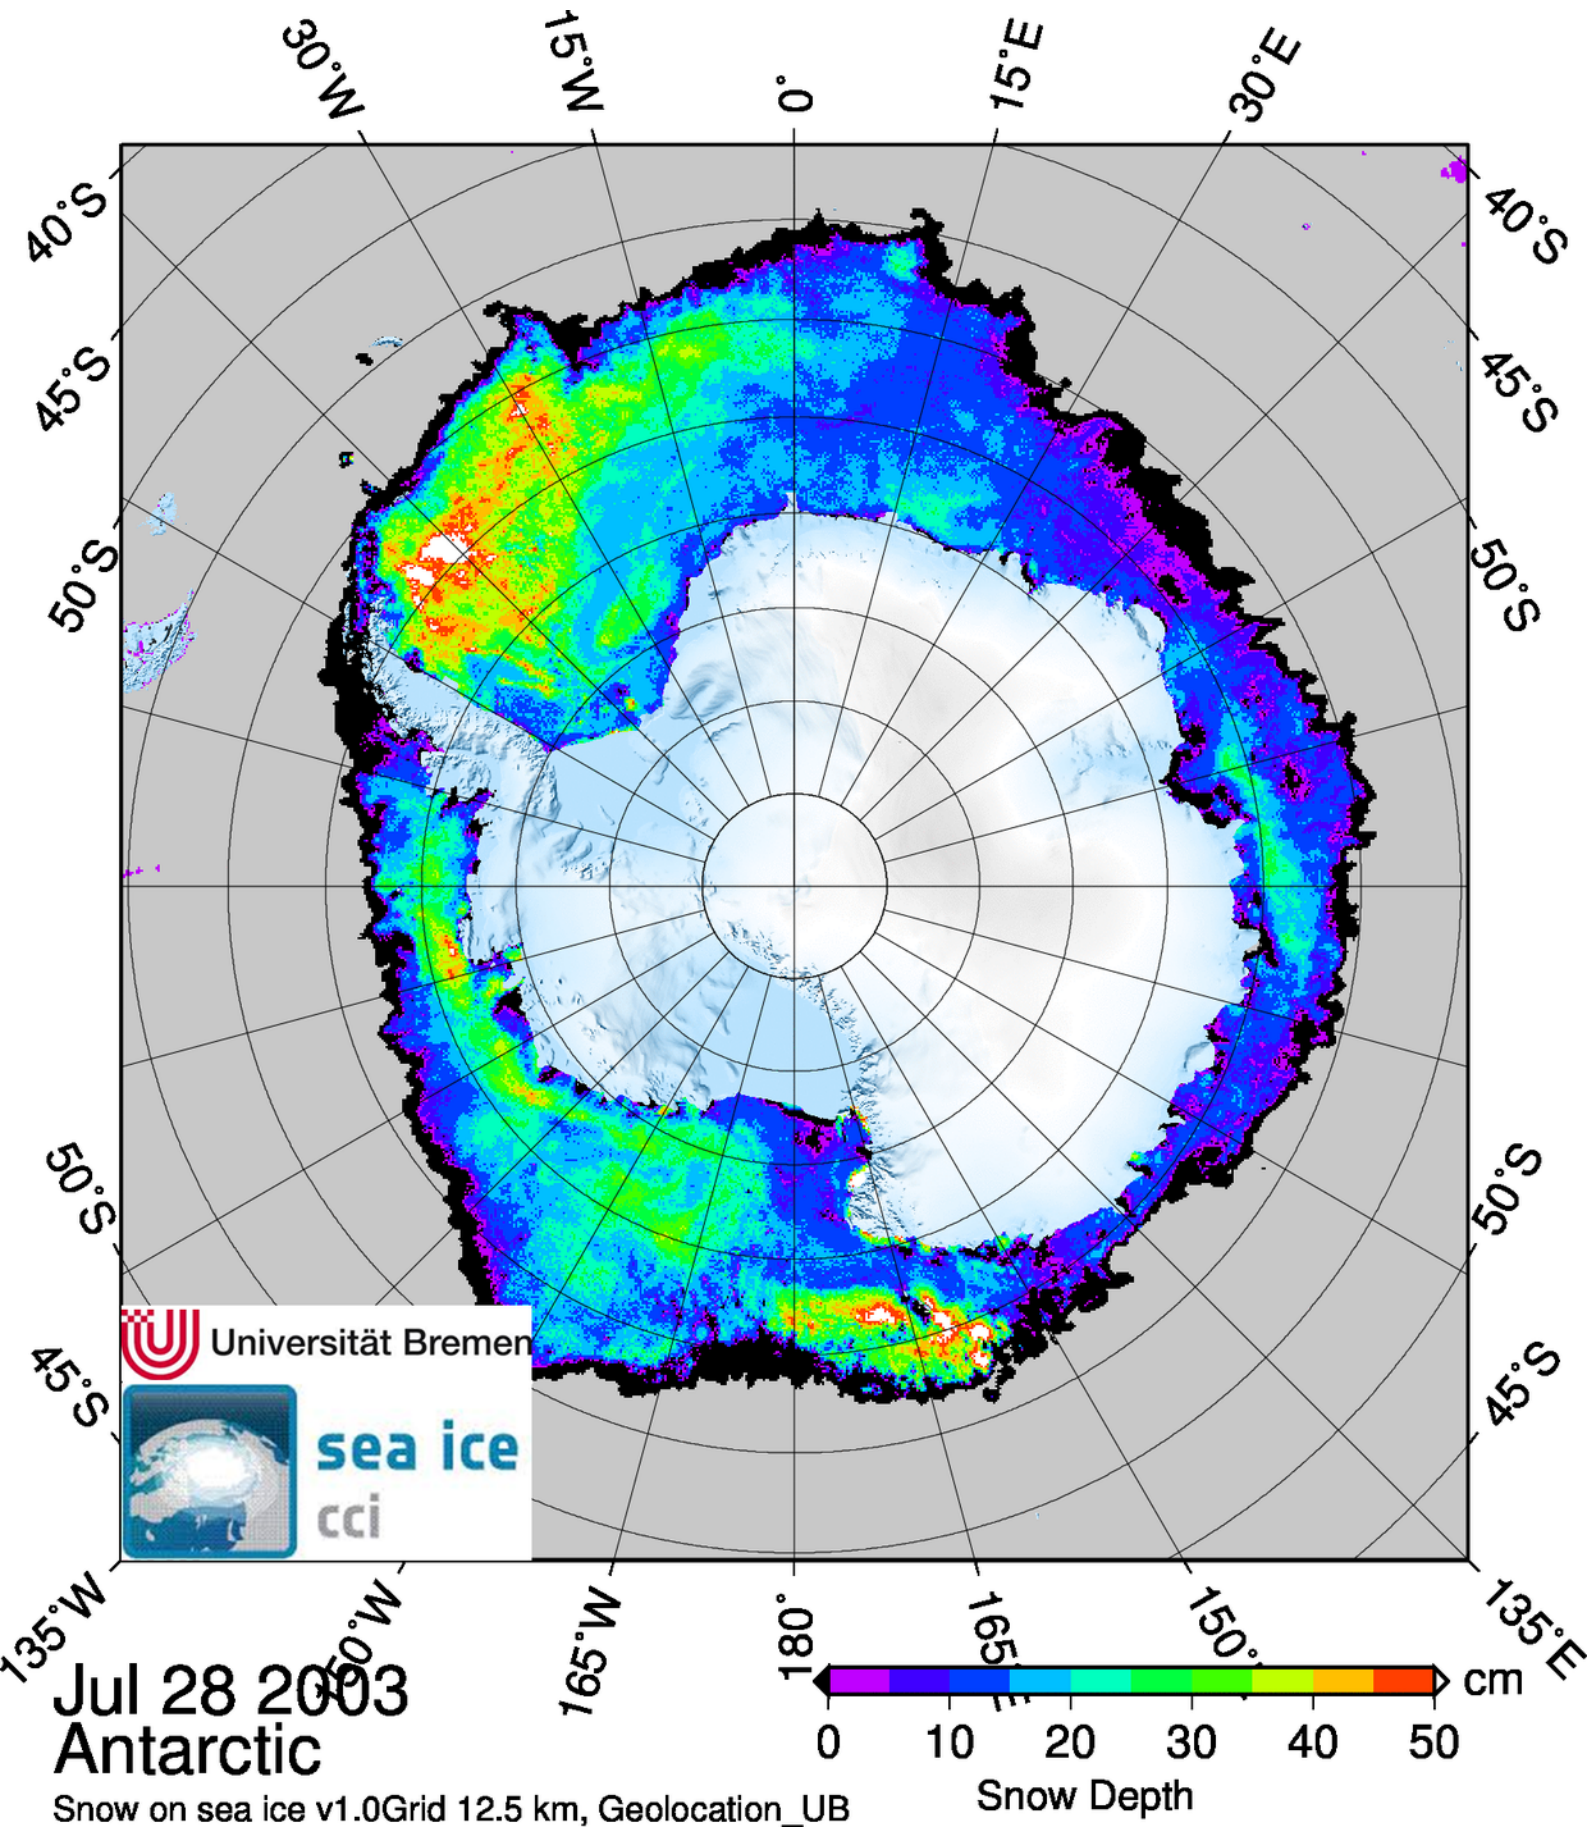 30°W 15°W 0° 15°E 30°E
40°S 40°S
45°S 45°S
50°S 50°S
50°S 50°S
45°S 45°S
Universität Bremen
sea ice
cci
135°W 165°W 180° 135°E
Jul 28 2003
Antarctic
Snow on sea ice v1.0Grid 12.5 km, Geolocation_UB
cm
0 10 20 30 40 50
Snow Depth